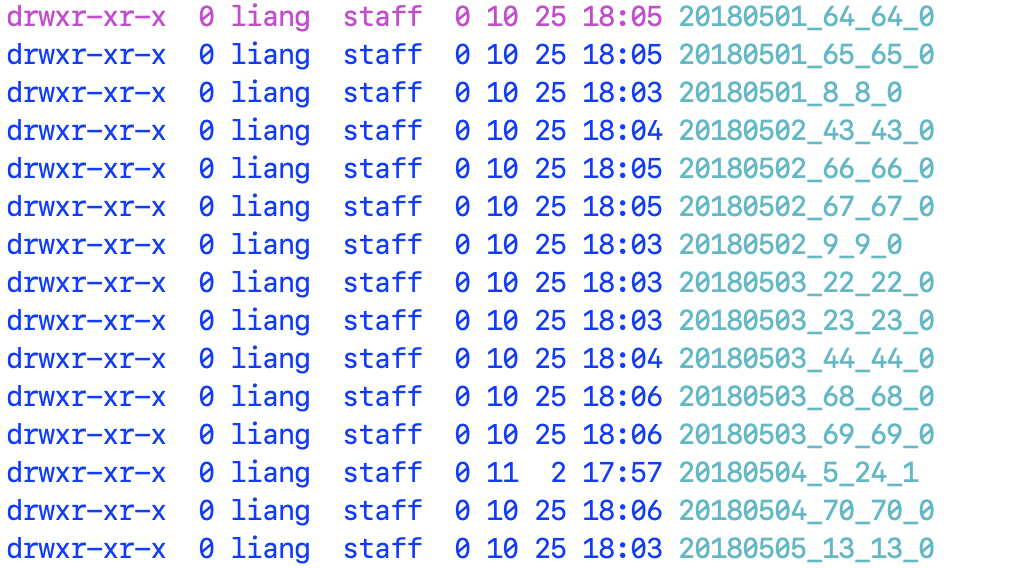 drwxr-xr-x  0 liang  staff  0 10 25 18:05 20180501_64_64_0
drwxr-xr-x  0 liang  staff  0 10 25 18:05 20180501_65_65_0
drwxr-xr-x  0 liang  staff  0 10 25 18:03 20180501_8_8_0
drwxr-xr-x  0 liang  staff  0 10 25 18:04 20180502_43_43_0
drwxr-xr-x  0 liang  staff  0 10 25 18:05 20180502_66_66_0
drwxr-xr-x  0 liang  staff  0 10 25 18:05 20180502_67_67_0
drwxr-xr-x  0 liang  staff  0 10 25 18:03 20180502_9_9_0
drwxr-xr-x  0 liang  staff  0 10 25 18:03 20180503_22_22_0
drwxr-xr-x  0 liang  staff  0 10 25 18:03 20180503_23_23_0
drwxr-xr-x  0 liang  staff  0 10 25 18:04 20180503_44_44_0
drwxr-xr-x  0 liang  staff  0 10 25 18:06 20180503_68_68_0
drwxr-xr-x  0 liang  staff  0 10 25 18:06 20180503_69_69_0
drwxr-xr-x  0 liang  staff  0 11  2 17:57 20180504_5_24_1
drwxr-xr-x  0 liang  staff  0 10 25 18:06 20180504_70_70_0
drwxr-xr-x  0 liang  staff  0 10 25 18:03 20180505_13_13_0